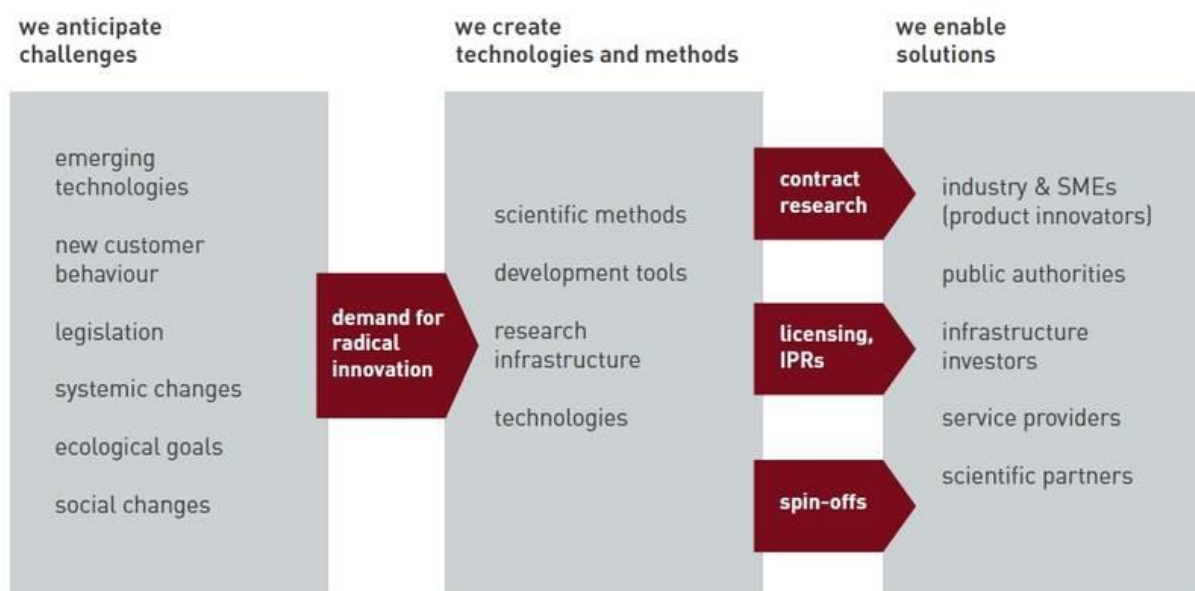 we anticipate
challenges
emerging
technologies
new customer
behaviour
legislation
systemic changes
ecological goals
social changes
demand for
radical
innovation
we create
technologies and methods
scientific methods
development tools
research
infrastructure
technologies
contract
research
licensing,
IPRs
spin-offs
we enable
solutions
industry & SMEs
(product innovators)
public authorities
infrastructure
investors
service providers
scientific partners